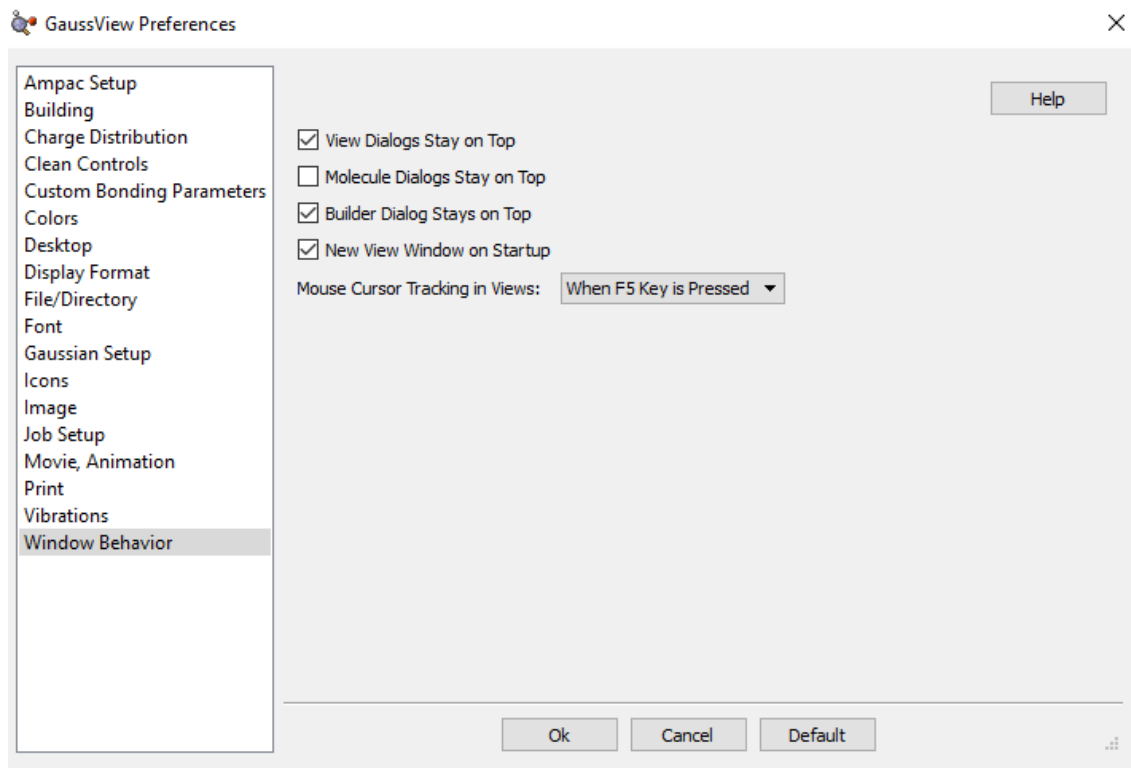 GaussView Preferences
Ampac Setup
Building
Charge Distribution
Clean Controls
Custom Bonding Parameters
Colors
Desktop
Display Format
File/Directory
Font
Gaussian Setup
Icons
Image
Job Setup
Movie, Animation
Print
Vibrations
Window Behavior
Help
View Dialogs Stay on Top
Molecule Dialogs Stay on Top
Builder Dialog Stays on Top
New View Window on Startup
Mouse Cursor Tracking in Views: When F5 Key is Pressed
Ok Cancel Default